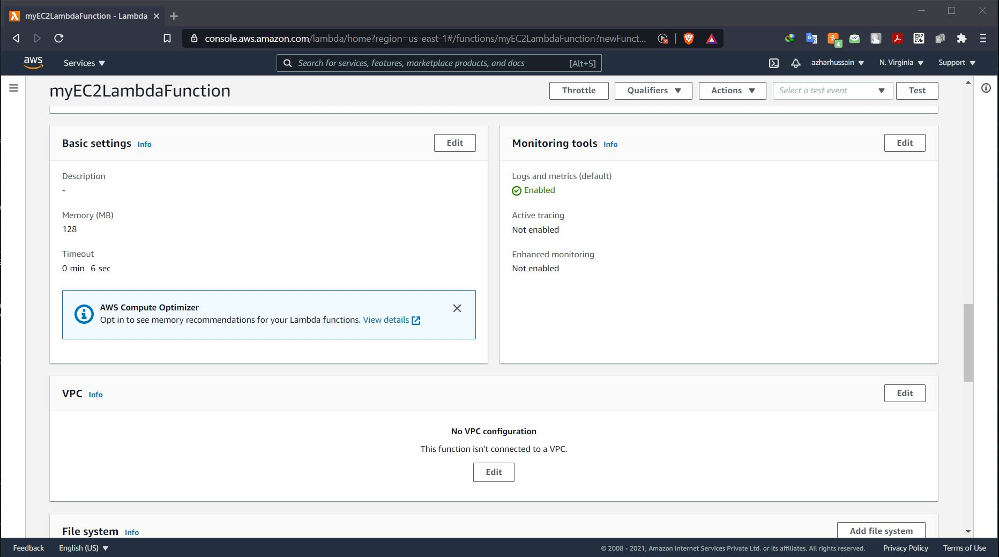 myEC2LambdaFunction - Lambda
console.aws.amazon.com/lambda/home?region=us-east-1#/functions/myEC2LambdaFunction?newFunct...
4
aws
Services
Search for services, features, marketplace products, and docs
[Alt+S]
azharhussain
N. Virginia
Support
myEC2LambdaFunction
Throttle
Qualifiers
Actions
Select a test event
Test
Basic settings Info
Edit
Description
-
Memory (MB)
128
Timeout
0 min 6 sec
AWS Compute Optimizer
Opt in to see memory recommendations for your Lambda functions. View details
Monitoring tools Info
Edit
Logs and metrics (default)
Enabled
Active tracing
Not enabled
Enhanced monitoring
Not enabled
VPC Info
Edit
No VPC configuration
This function isn't connected to a VPC.
Edit
File system Info
Add file system
Feedback
English (US)
© 2008 - 2021, Amazon Internet Services Private Ltd. or its affiliates. All rights reserved.
Privacy Policy
Terms of Use